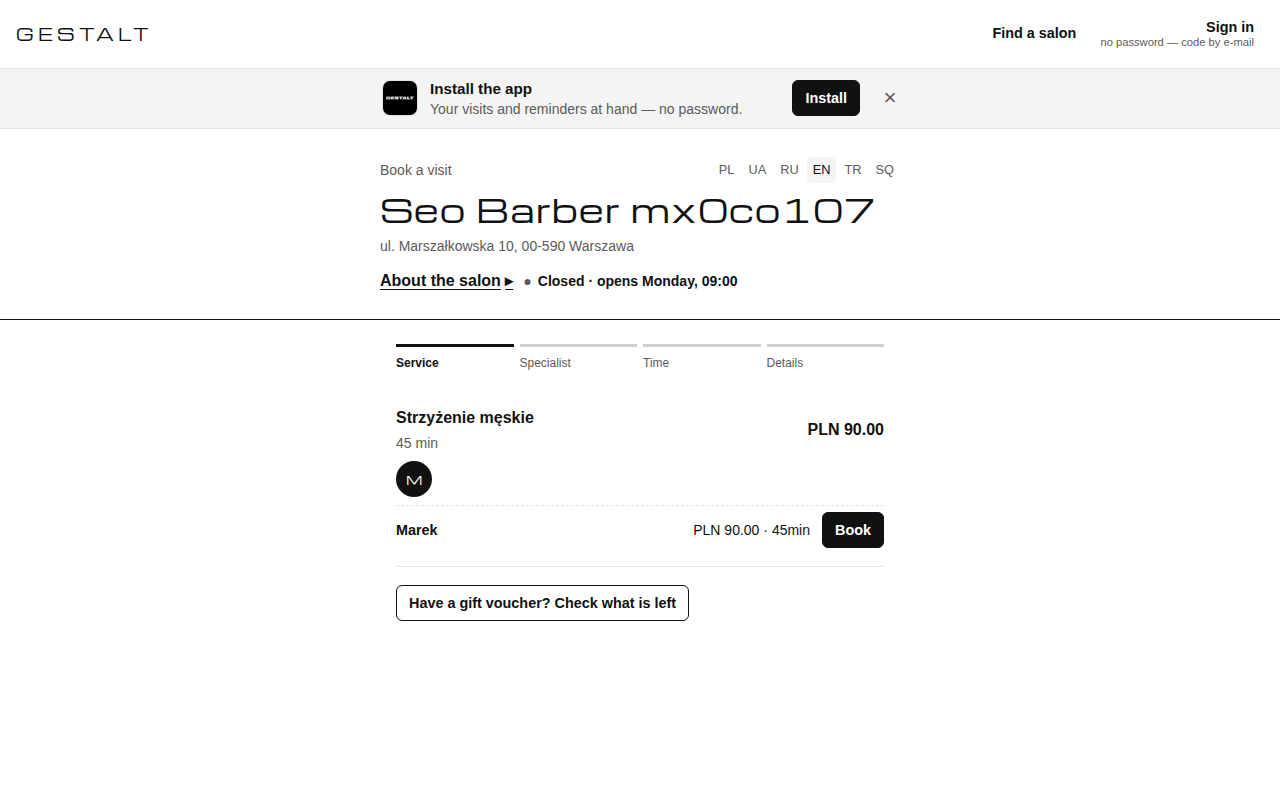 GESTALT
Find a salon
Sign in
no password — code by e-mail
GESTALT
Install the app
Your visits and reminders at hand — no password.
Install
×
Book a visit
PL UA RU EN TR SQ
Seo Barber mx0co107
ul. Marszałkowska 10, 00-590 Warszawa
About the salon ▸ ● Closed · opens Monday, 09:00
Service Specialist Time Details
Strzyżenie męskie
PLN 90.00
45 min
M
Marek PLN 90.00 · 45min Book
Have a gift voucher? Check what is left